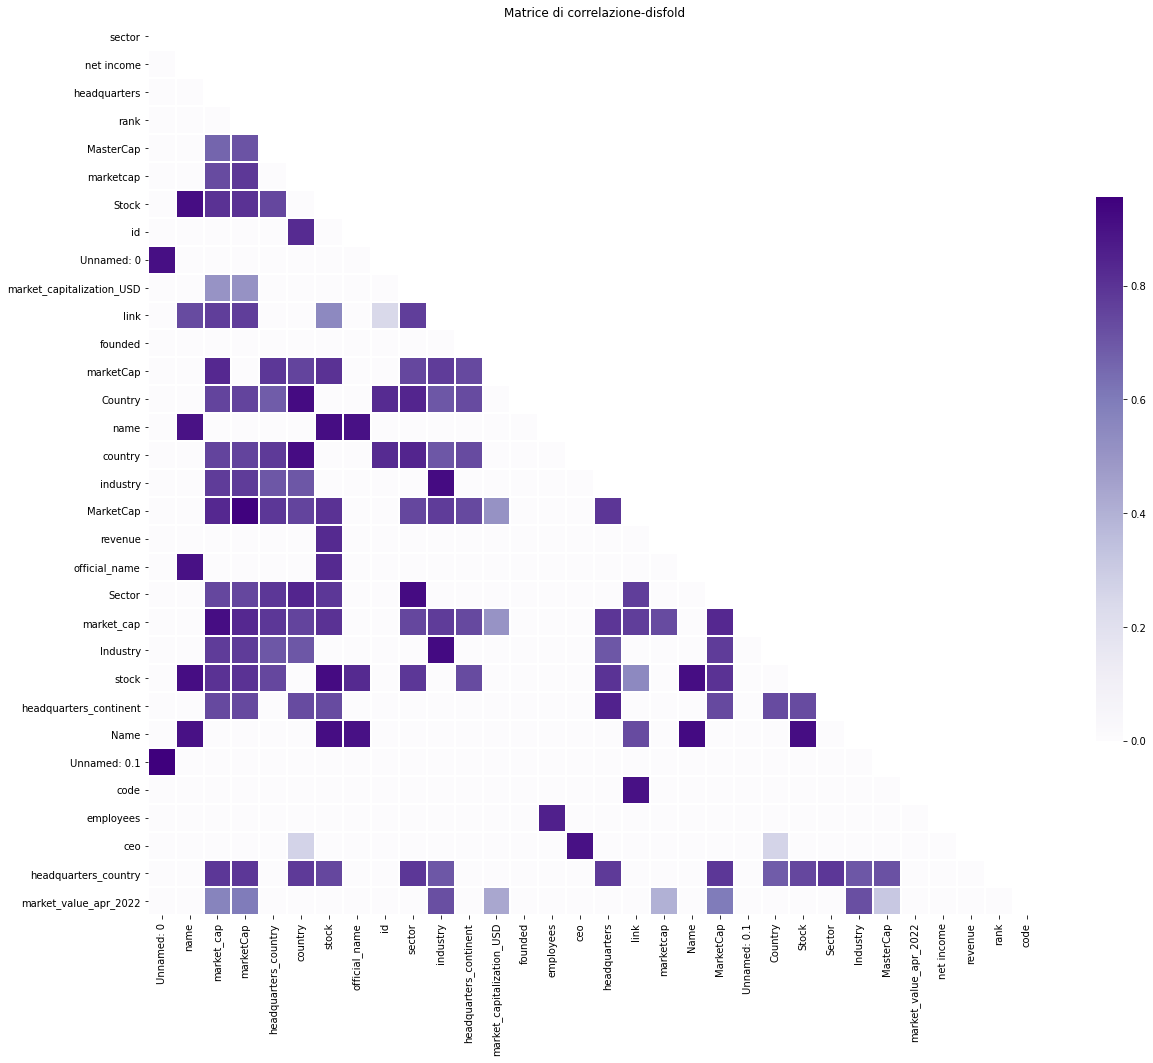 Matrice di correlazione-disfold
sector
net income
headquarters
rank
MasterCap
marketcap
Stock
id
Unnamed: 0
market_capitalization_USD
link
founded
marketCap
Country
name
country
industry
MarketCap
revenue
official_name
Sector
market_cap
Industry
stock
headquarters_continent
Name
Unnamed: 0.1
code
employees
ceo
headquarters_country
market_value_apr_2022
Unnamed: 0
name
market_cap
marketCap
headquarters_country
country
stock
official_name
id
sector
industry
headquarters_continent
market_capitalization_USD
founded
employees
ceo
headquarters
link
marketcap
Name
MarketCap
Unnamed: 0.1
Country
Stock
Sector
Industry
MasterCap
market_value_apr_2022
net income
revenue
rank
code
0.8
0.6
0.4
0.2
0.0